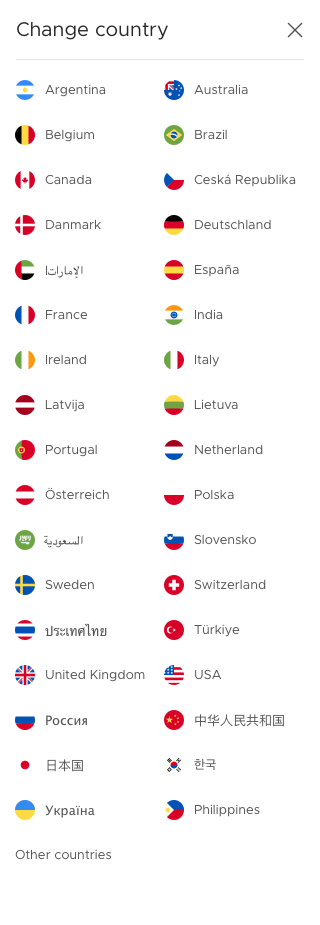 Change country
Argentina
Australia
Belgium
Brazil
Canada
Ceská Republika
Danmark
Deutschland
الإمارات
España
France
India
Ireland
Italy
Latvija
Lietuva
Portugal
Netherland
Österreich
Polska
السعودية
Slovensko
Sweden
Switzerland
ประเทศไทย
Türkiye
United Kingdom
USA
Россия
中华人民共和国
日本国
한국
Україна
Philippines
Other countries